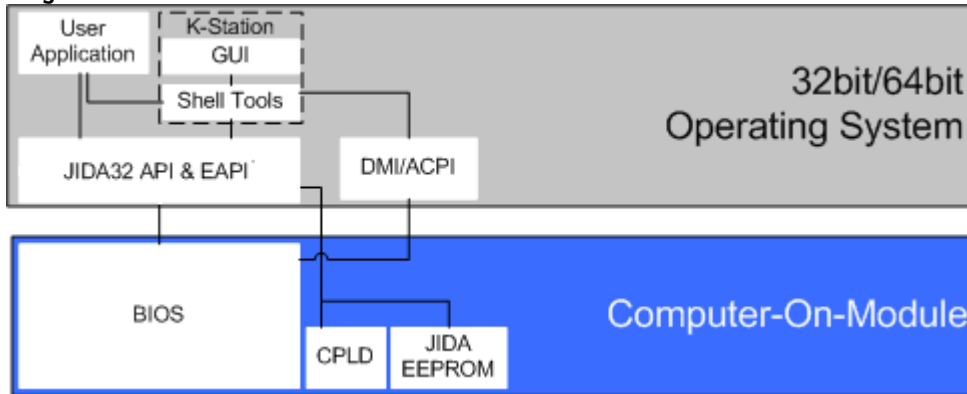 User
Application
K-Station
GUI
Shell Tools
32bit/64bit
Operating System
JIDA32 API & EAPI
DMI/ACPI
BIOS
Computer-On-Module
CPLD
JIDA
EEPROM